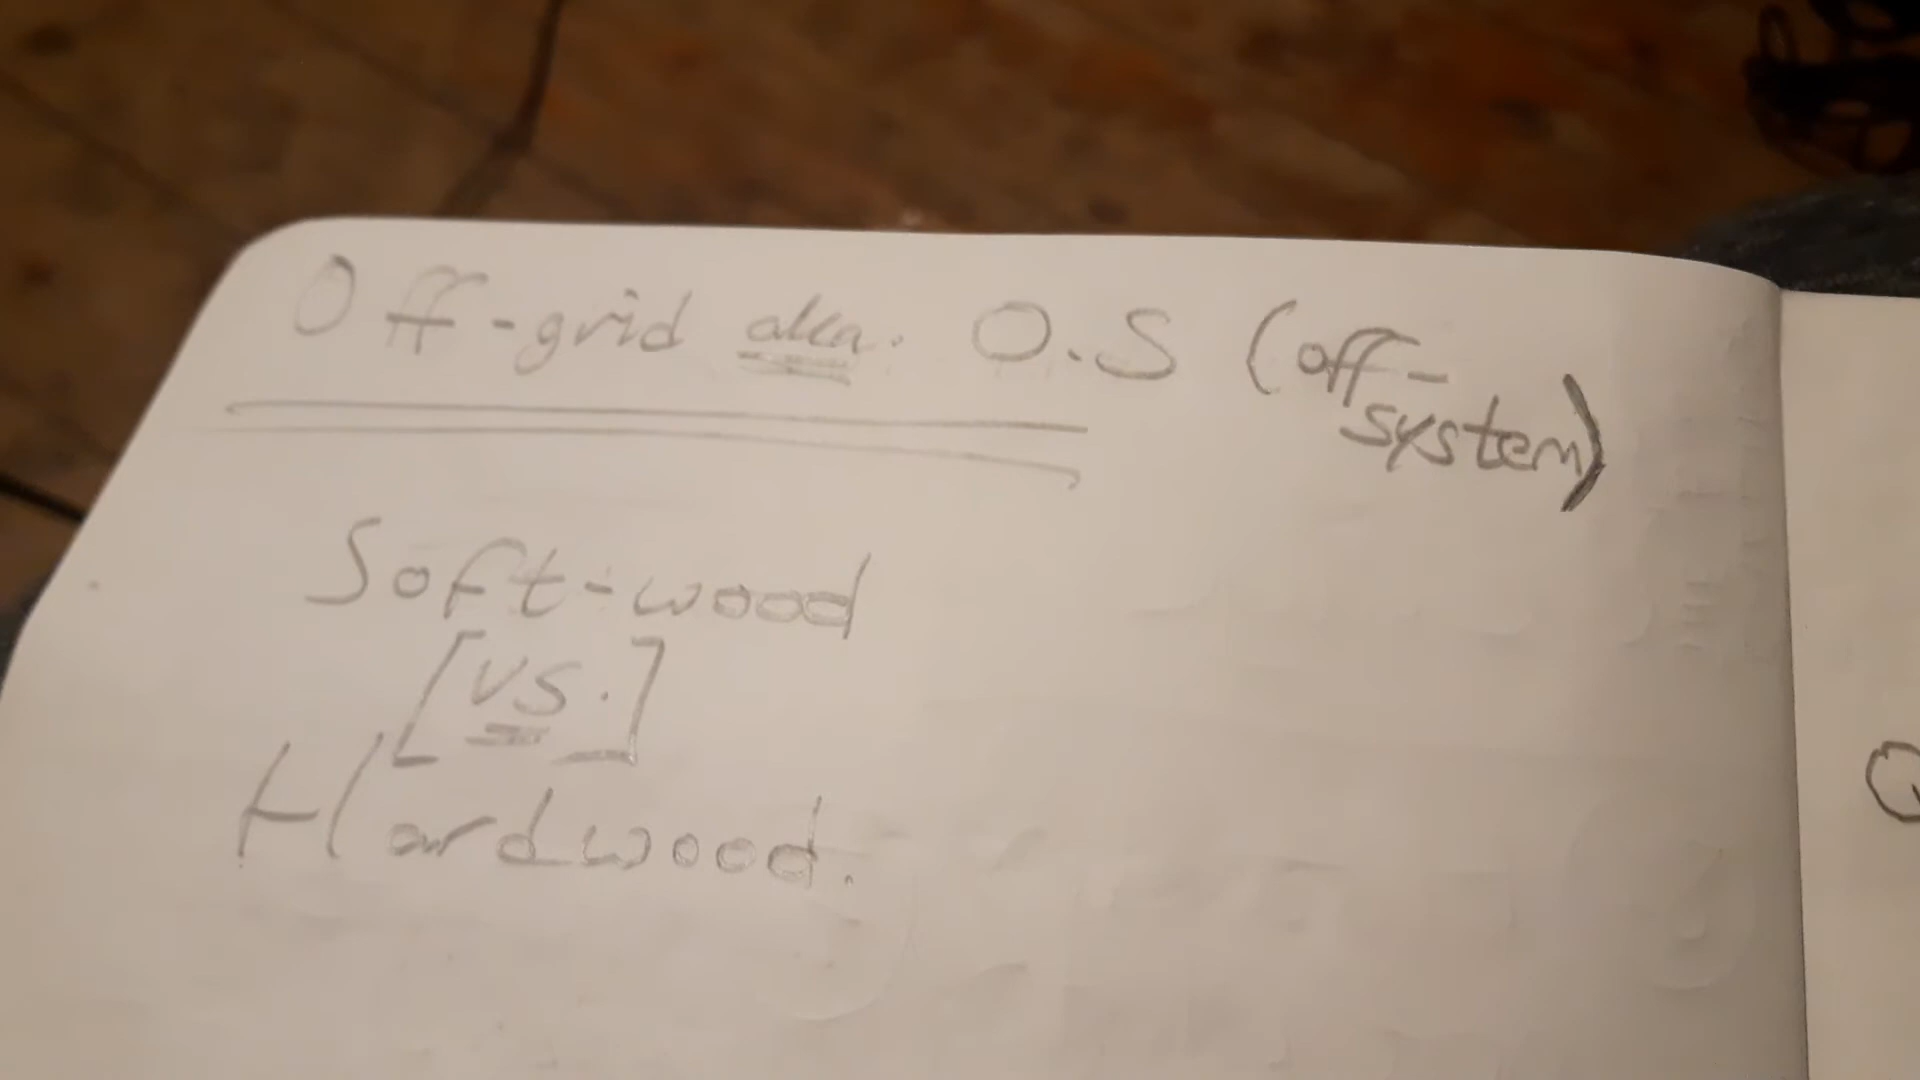 Off-grid aka. O.S (off-
system)
Soft-wood
[vs.]
Hardwood.